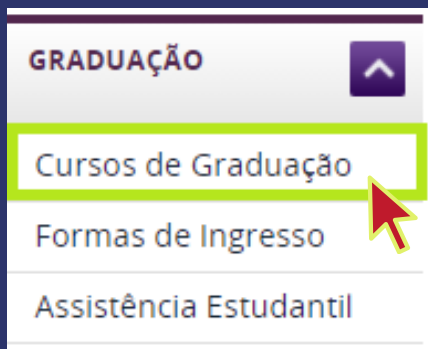 GRADUAÇÃO
Cursos de Graduação
Formas de Ingresso
Assistência Estudantil